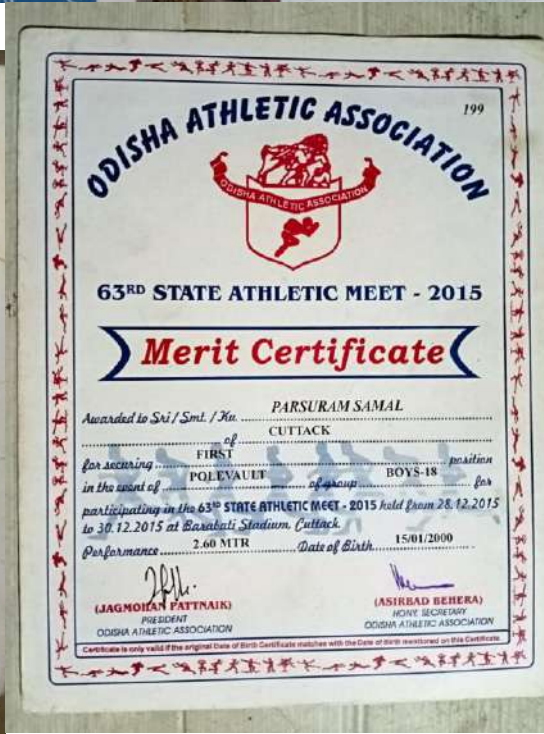 199
ODISHA ATHLETIC ASSOCIATION
ODISHA ATHLETIC ASSOCIATION
63RD STATE ATHLETIC MEET - 2015
Merit Certificate
Awarded to Sri / Smt. / Ku. PARSURAM SAMAL
of CUTTACK
for securing FIRST position
in the event of POLEVAULT of group BOYS-18 for
participating in the 63RD STATE ATHLETIC MEET - 2015 held from 28.12.2015
to 30.12.2015 at Barabati Stadium, Cuttack
Performance 2.60 MTR Date of Birth 15/01/2000
(JAGMOHAN PATTNAIK)
PRESIDENT
ODISHA ATHLETIC ASSOCIATION
(ASIRBAD BEHERA)
HONY. SECRETARY
ODISHA ATHLETIC ASSOCIATION
Certificate is only valid if the original Date of Birth Certificate matches with the Date of Birth mentioned on this Certificate.